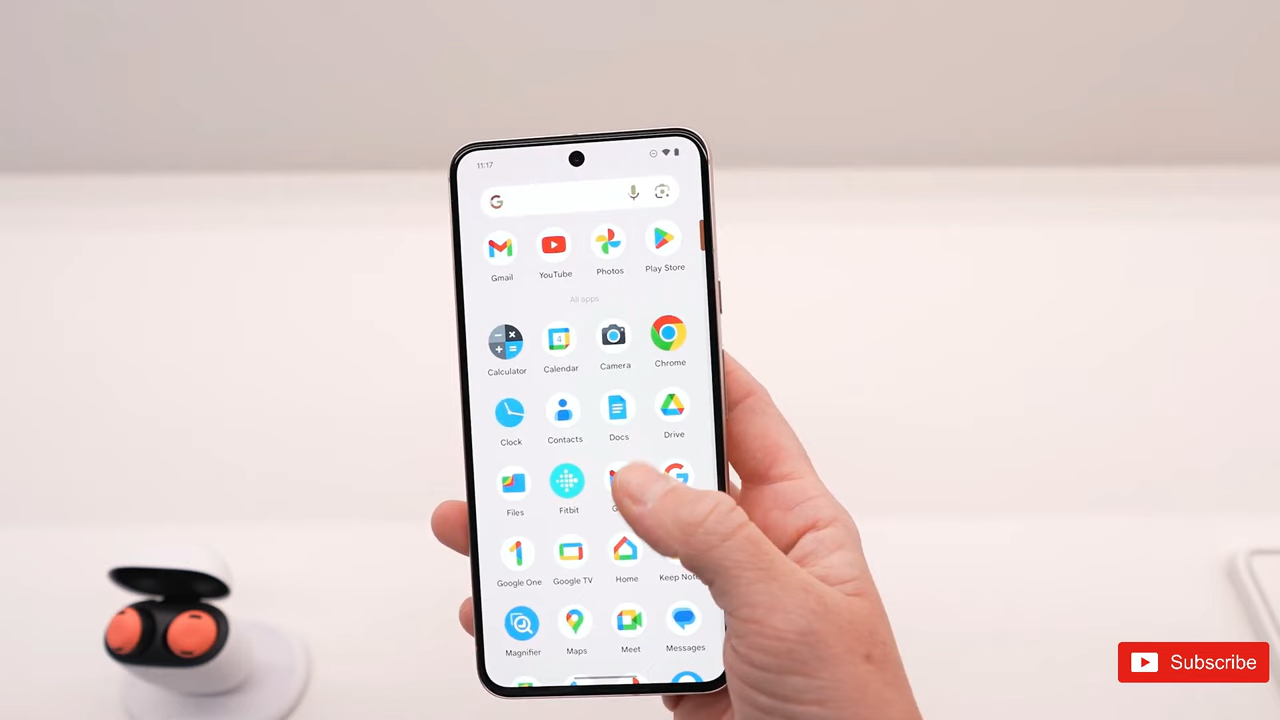 11:17
Gmail YouTube Photos Play Store
All apps
Calculator Calendar Camera Chrome
Clock Contacts Docs Drive
Files Fitbit
Google One Google TV Home Keep
Magnifier Maps Meet Messages
Subscribe